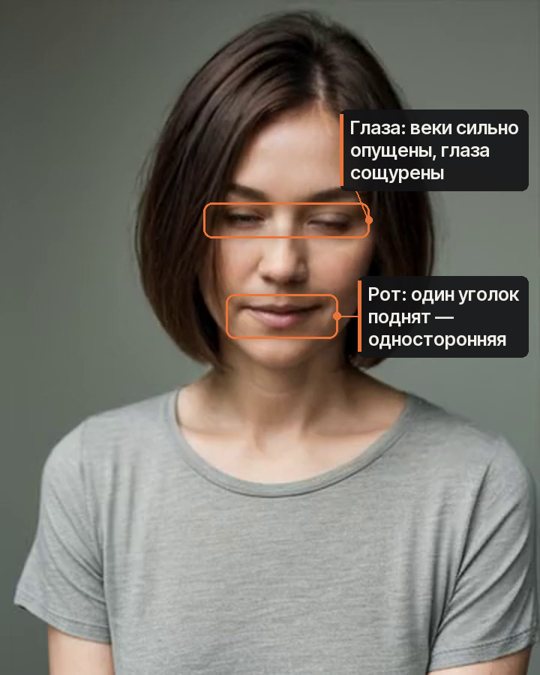 Глаза: веки сильно
опущены, глаза
сощурены
Рот: один уголок
поднят —
односторонняя